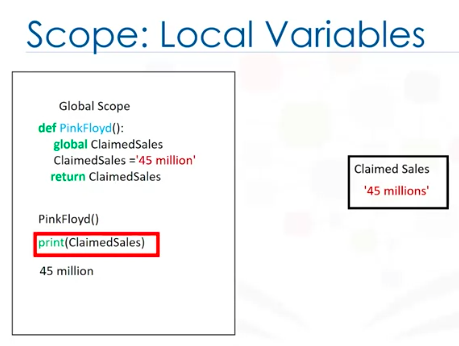 Scope: Local Variables
Global Scope
def PinkFloyd():
global ClaimedSales
ClaimedSales ='45 million'
return ClaimedSales
PinkFloyd()
print(ClaimedSales)
45 million
Claimed Sales
'45 millions'